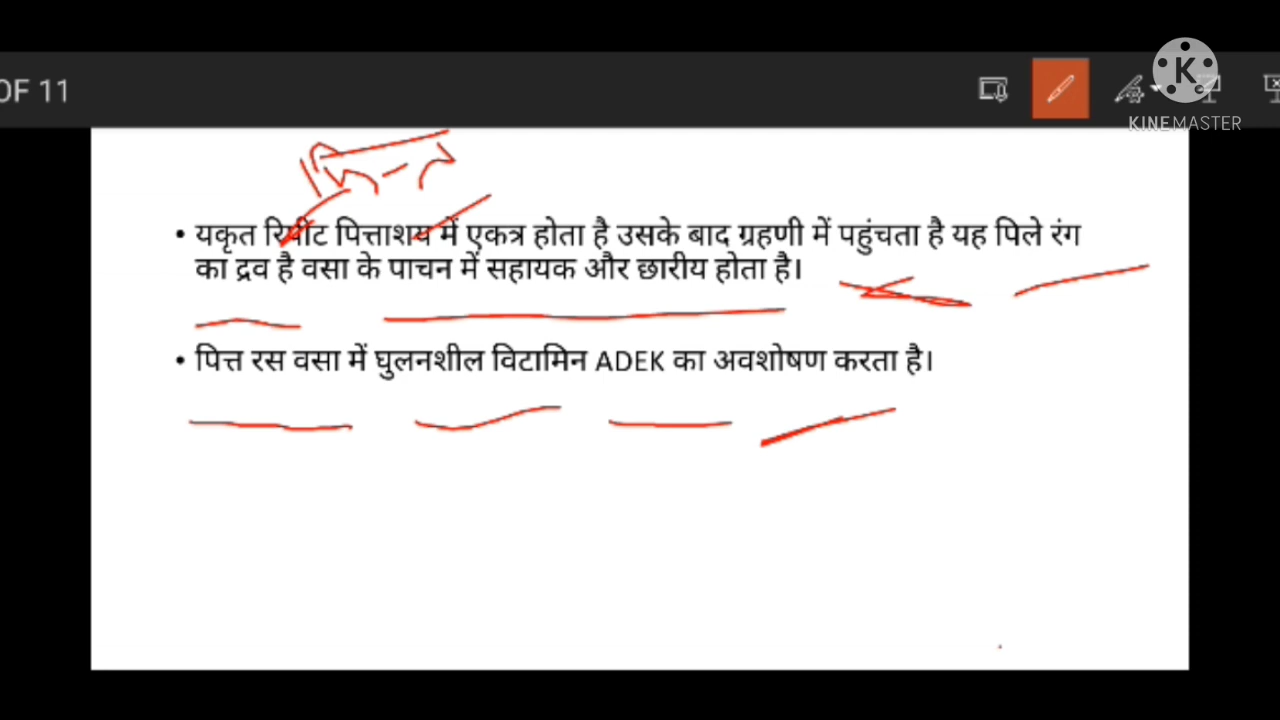 OF 11
K
KINEMASTER
• यकृत रिपीट पित्ताशय में एकत्र होता है उसके बाद ग्रहणी में पहुंचता है यह पिले रंग
का द्रव है वसा के पाचन में सहायक और छारीय होता है।
• पित्त रस वसा में घुलनशील विटामिन ADEK का अवशोषण करता है।